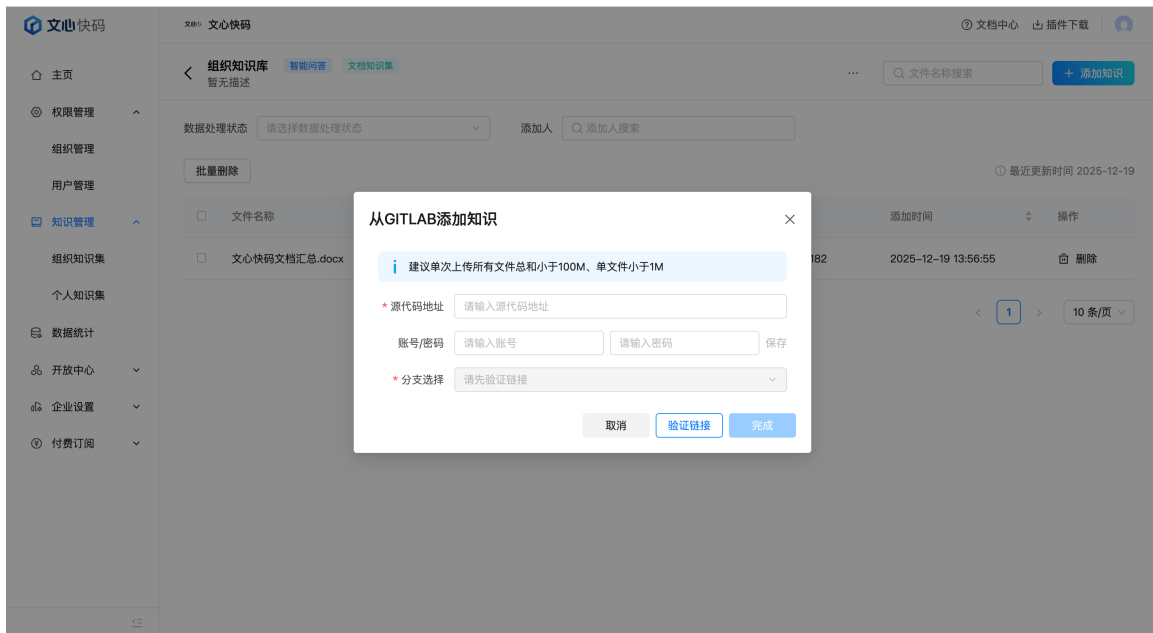 文心快码
文心快码
文档中心
插件下载
主页
权限管理
组织管理
用户管理
知识管理
组织知识集
个人知识集
数据统计
开放中心
企业设置
付费订阅
组织知识库
智能问答
文档知识集
暂无描述
...
文件名称搜索
+ 添加知识
数据处理状态
请选择数据处理状态
添加人
添加人搜索
批量删除
最近更新时间 2025-12-19
文件名称
添加时间
操作
文心快码文档汇总.docx
182
2025-12-19 13:56:55
删除
< 1 >
10 条/页
从GITLAB添加知识
建议单次上传所有文件总和小于100M、单文件小于1M
* 源代码地址
请输入源代码地址
账号/密码
请输入账号
请输入密码
保存
* 分支选择
请先验证链接
取消
验证链接
完成